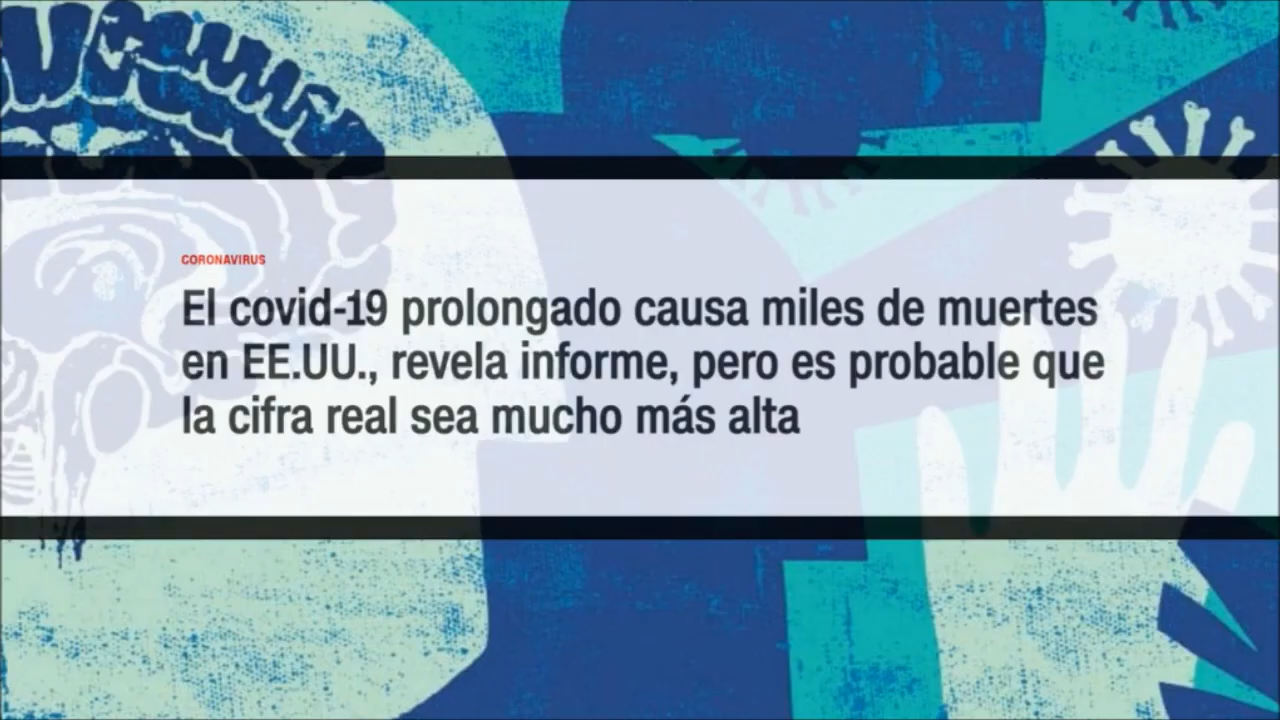 CORONAVIRUS
El covid-19 prolongado causa miles de muertes
en EE.UU., revela informe, pero es probable que
la cifra real sea mucho más alta